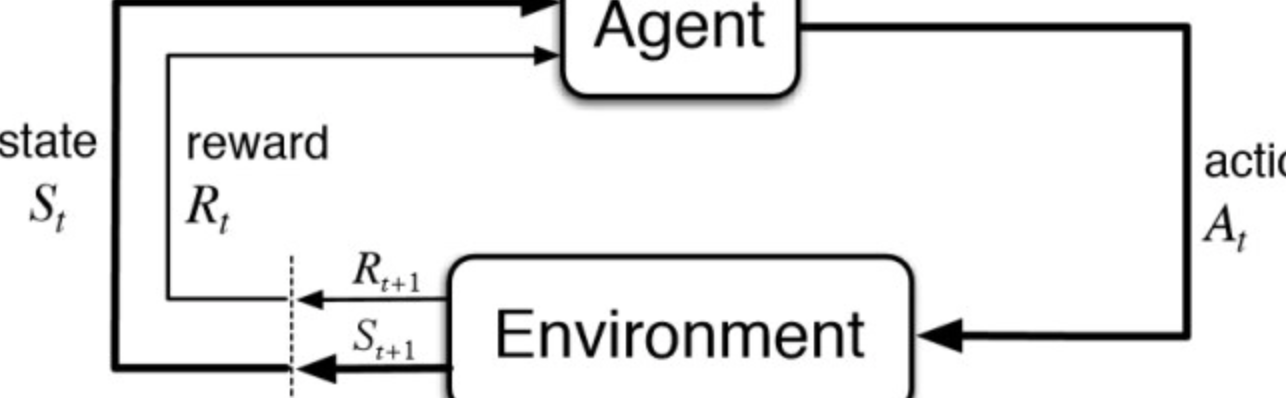 Agent
state
S_t
reward
R_t
A_t
R_{t+1}
S_{t+1}
Environment